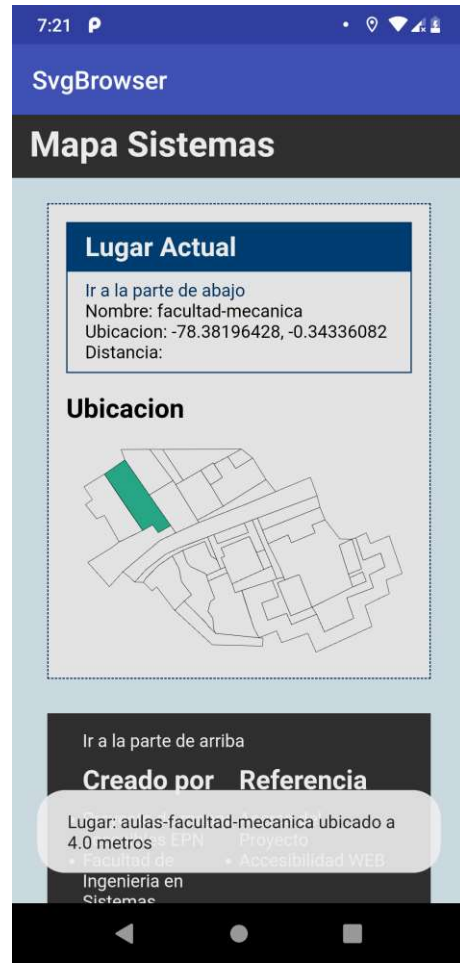 7:21
SvgBrowser
Mapa Sistemas
Lugar Actual
Ir a la parte de abajo
Nombre: facultad-mecanica
Ubicacion: -78.38196428, -0.34336082
Distancia:
Ubicacion
Ir a la parte de arriba
Creado por Referencia
Lugar: aulas-facultad-mecanica ubicado a
4.0 metros
EPN Proyecto
Facultad de • Accesibilidad WEB
Ingenieria en
Sistemas